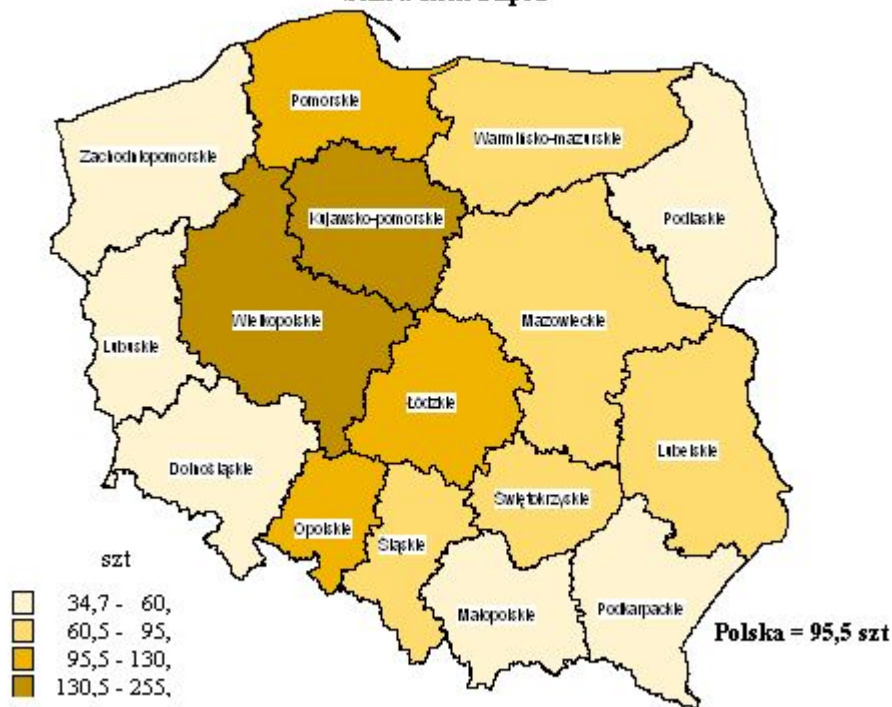 Pomorskie
Warmińsko-mazurskie
Zachodniopomorskie
Kujawsko-pomorskie
Podlaskie
Wielkopolskie
Mazowieckie
Lubuskie
Łódzkie
Lubelskie
Dolnośląskie
Świętokrzyskie
Opolskie
Śląskie
Małopolskie
Podkarpackie
szt
34,7 - 60,
60,5 - 95,
95,5 - 130,
130,5 - 255,
Polska = 95,5 szt